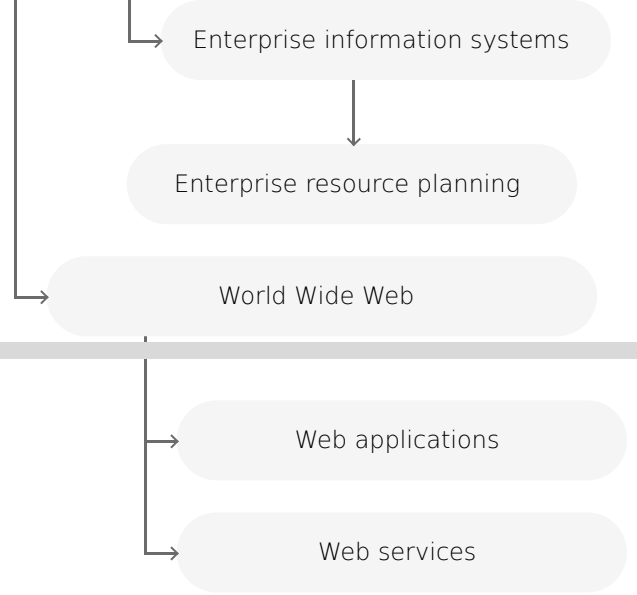 Enterprise information systems
Enterprise resource planning
World Wide Web
Web applications
Web services